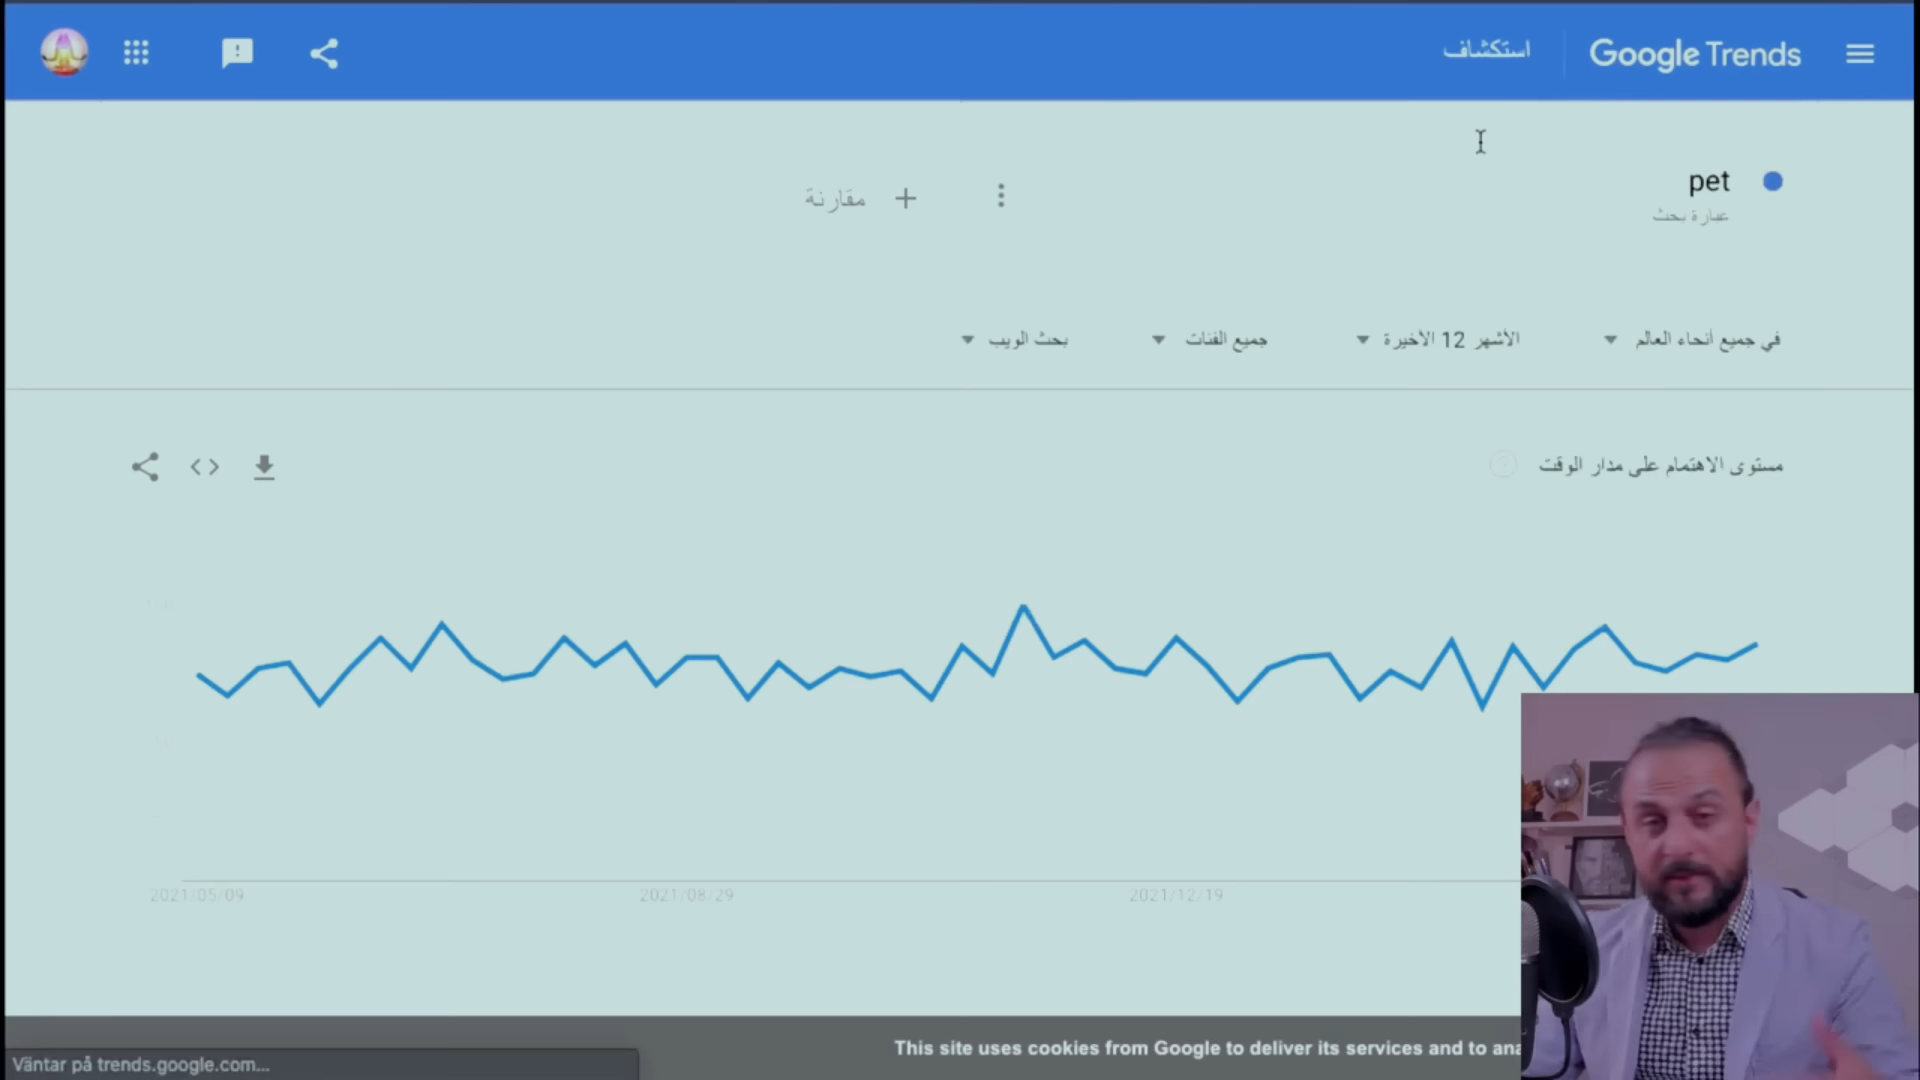 Google Trends
استكشاف
pet
عبارة بحث
+ مقارنة
في جميع أنحاء العالم
الأشهر 12 الأخيرة
جميع الفئات
بحث الويب
مستوى الاهتمام على مدار الوقت
2021/05/09
2021/08/29
2021/12/19
This site uses cookies from Google to deliver its services and to
Väntar på trends.google.com...